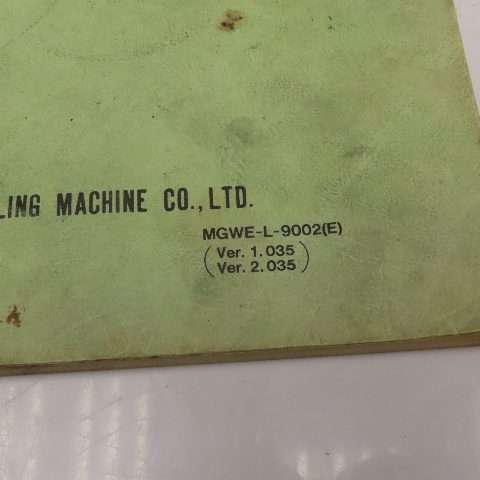 LING MACHINE CO.,LTD.
MGWE-L-9002(E)
(Ver. 1.035
Ver. 2.035)